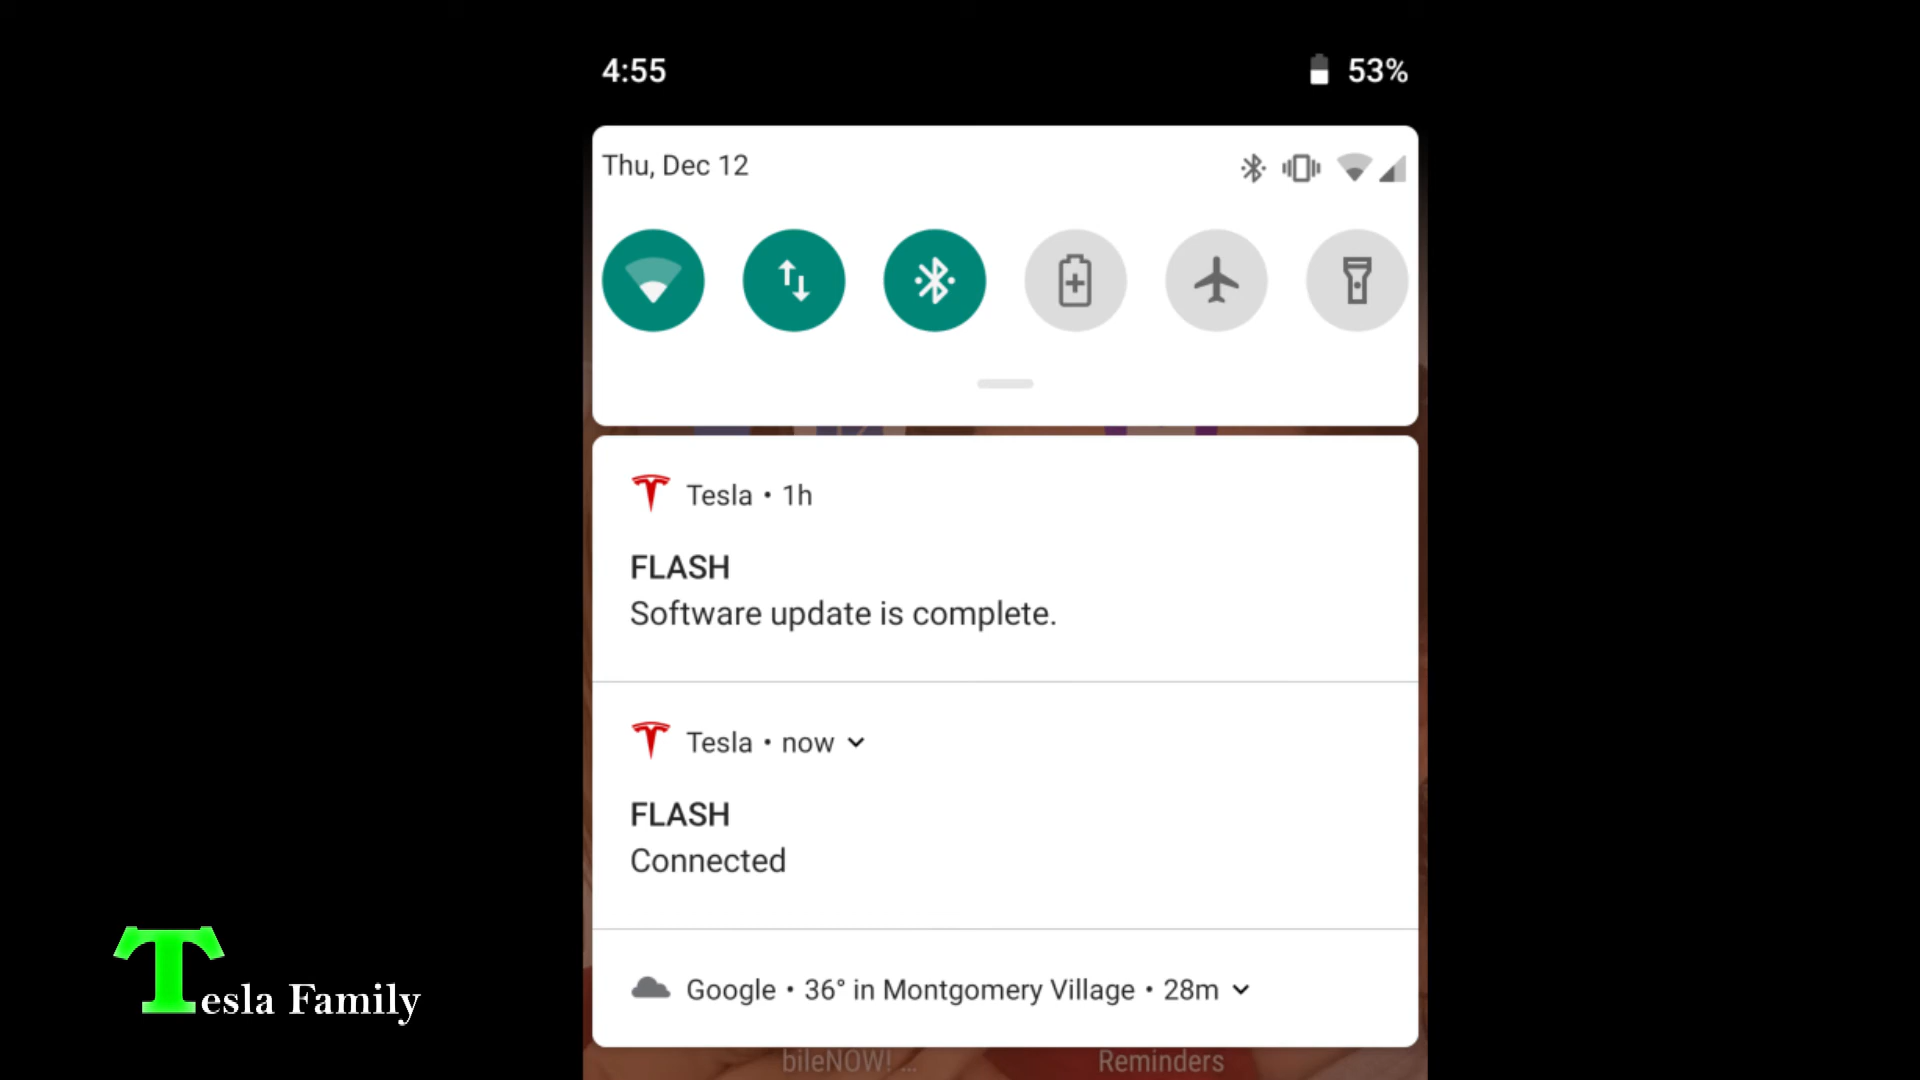 4:55
53%
Thu, Dec 12
Tesla • 1h
FLASH
Software update is complete.
Tesla • now
FLASH
Connected
Google • 36° in Montgomery Village • 28m
bileNOW! ...
Reminders
Tesla Family